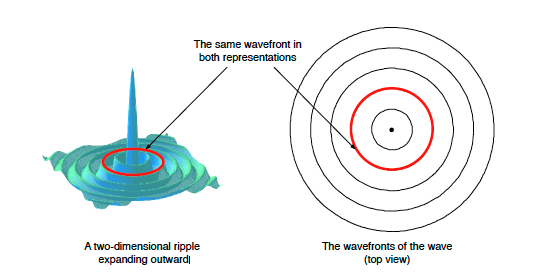 The same wavefront in
both representations
A two-dimensional ripple
expanding outward
The wavefronts of the wave
(top view)